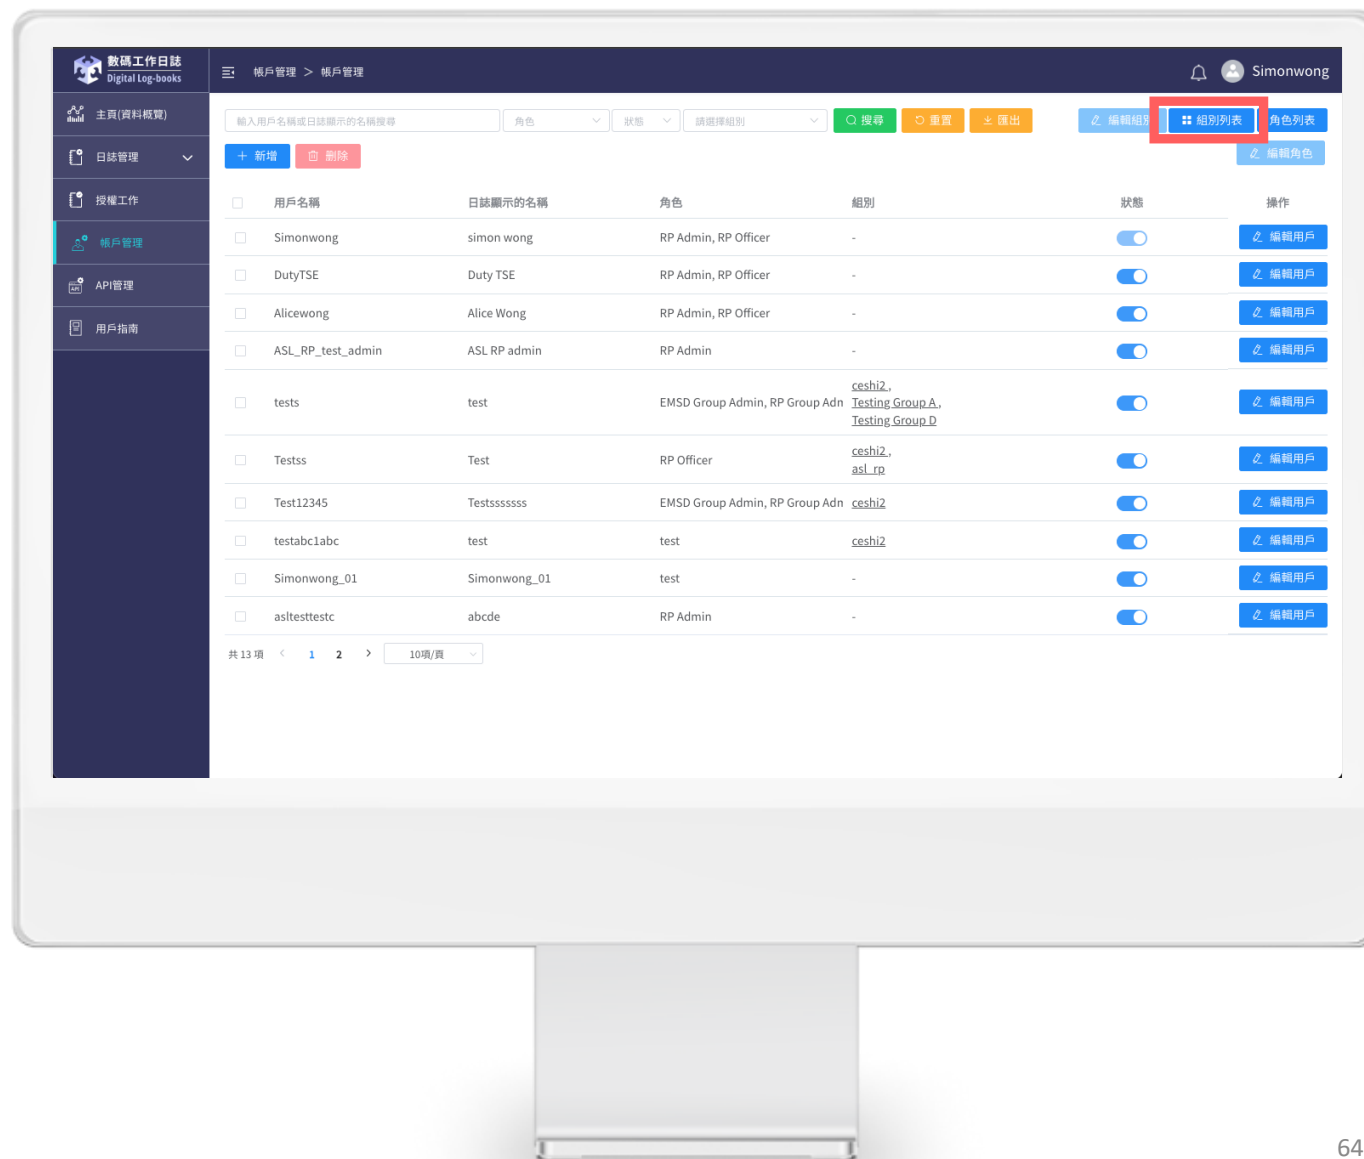 數碼工作日誌
Digital Log-books
帳戶管理 > 帳戶管理
Simonwong
主頁(資料概覽)
日誌管理
授權工作
帳戶管理
API管理
用戶指南
輸入用戶名稱或日誌顯示的名稱搜尋 角色 狀態 請選擇組別 搜尋 重置 匯出 編輯組別 組別列表 角色列表
新增 刪除 編輯角色
用戶名稱 日誌顯示的名稱 角色 組別 狀態 操作
Simonwong simon wong RP Admin, RP Officer - 編輯用戶
DutyTSE Duty TSE RP Admin, RP Officer - 編輯用戶
Alicewong Alice Wong RP Admin, RP Officer - 編輯用戶
ASL_RP_test_admin ASL RP admin RP Admin - 編輯用戶
ceshi2 ,
tests test EMSD Group Admin, RP Group Adn Testing Group A , 編輯用戶
Testing Group D
ceshi2 ,
Testss Test RP Officer 編輯用戶
asl_rp
Test12345 Testsssssss EMSD Group Admin, RP Group Adn ceshi2 編輯用戶
testabc1abc test test ceshi2 編輯用戶
Simonwong_01 Simonwong_01 test - 編輯用戶
asltesttestc abcde RP Admin - 編輯用戶
共 13 項 < 1 2 > 10項/頁
64